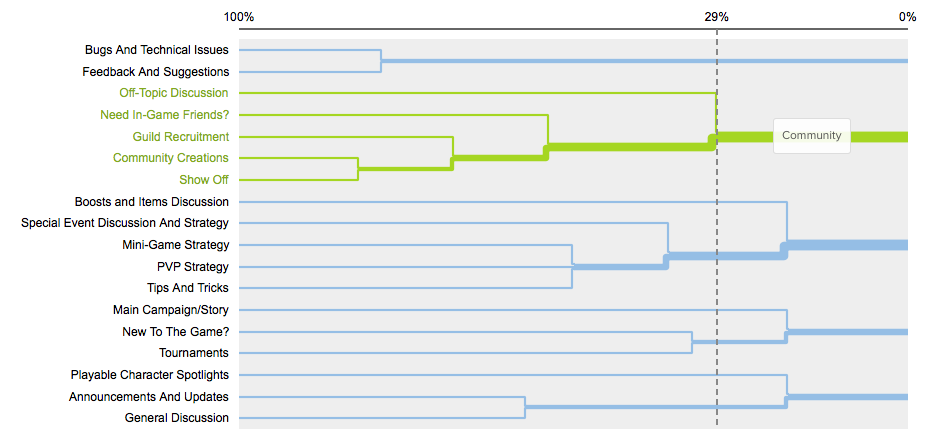 100%
29%
0%
Bugs And Technical Issues
Feedback And Suggestions
Off-Topic Discussion
Need In-Game Friends?
Guild Recruitment
Community
Community Creations
Show Off
Boosts and Items Discussion
Special Event Discussion And Strategy
Mini-Game Strategy
PVP Strategy
Tips And Tricks
Main Campaign/Story
New To The Game?
Tournaments
Playable Character Spotlights
Announcements And Updates
General Discussion